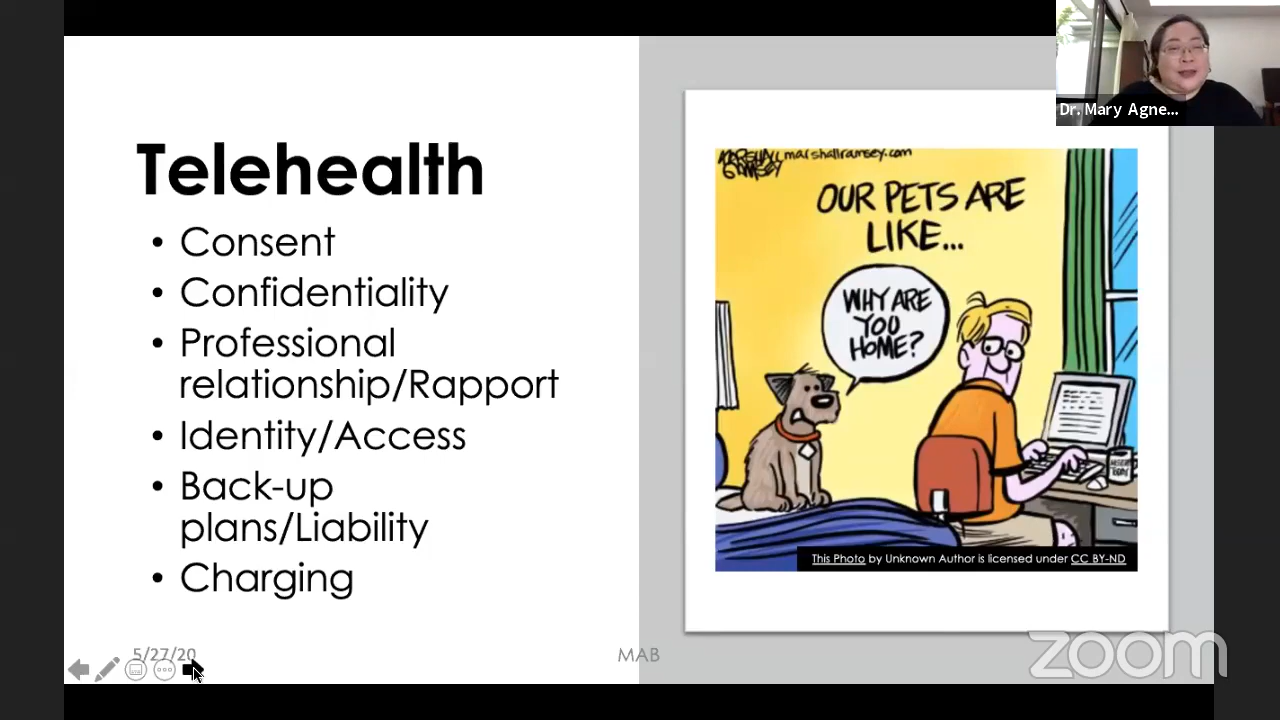 Telehealth
• Consent
• Confidentiality
• Professional
relationship/Rapport
• Identity/Access
• Back-up
plans/Liability
• Charging
5/27/20
MAB
MARSHALL marshallramsey.com
RAMSEY
OUR PETS ARE
LIKE...
WHY ARE
YOU
HOME?
This Photo by Unknown Author is licensed under CC BY-ND
Dr. Mary Agne...
zoom